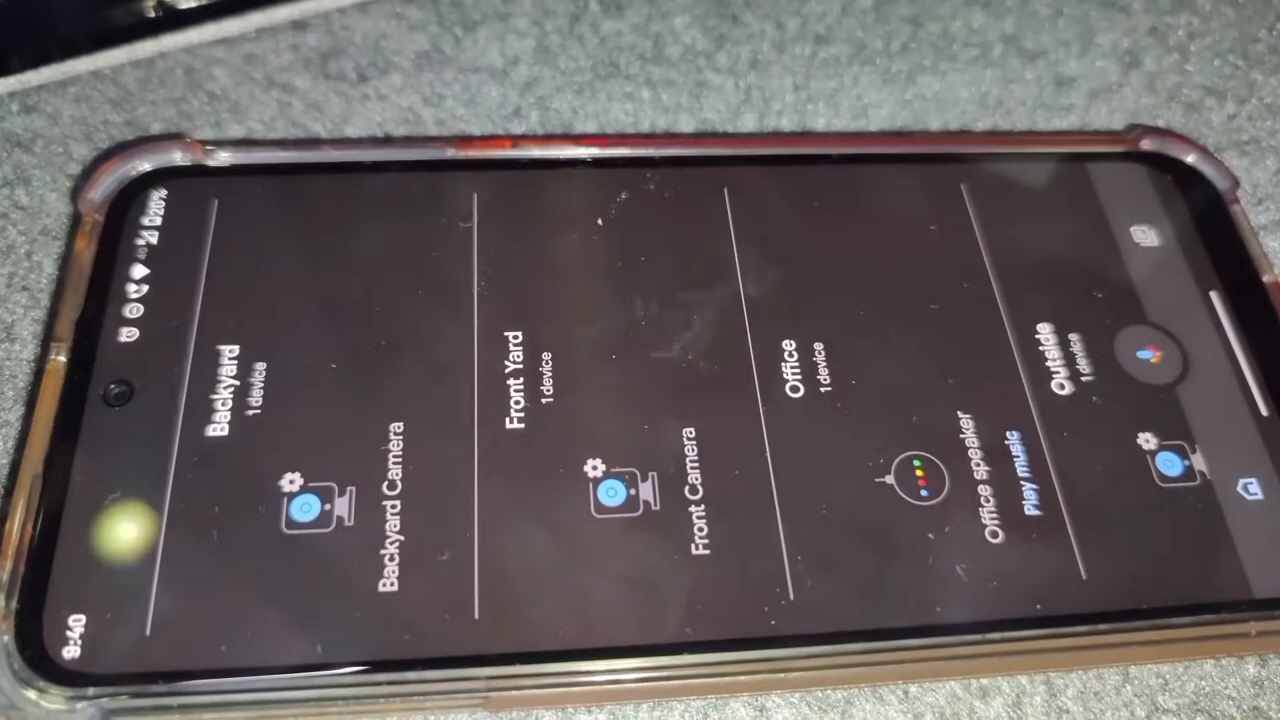 9:40
4G
20%
Backyard
1 device
Backyard Camera
Front Yard
1 device
Front Camera
Office
1 device
Office speaker
Play music
Outside
1 device